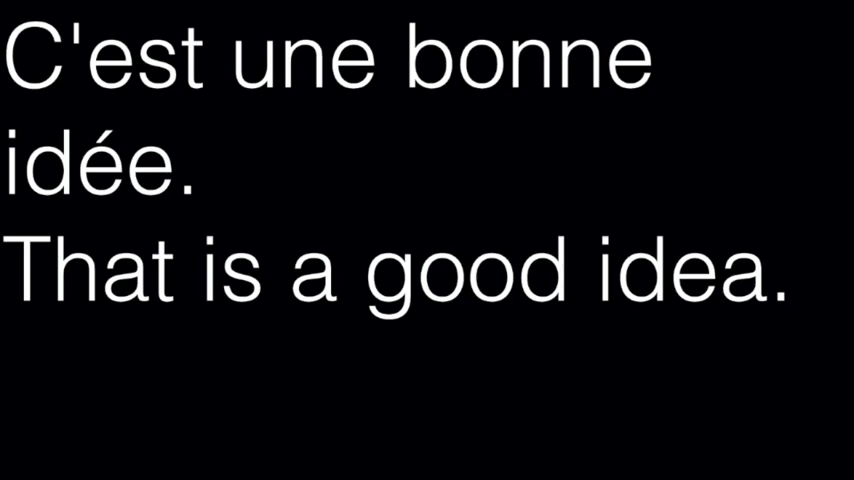 C'est une bonne
idée.
That is a good idea.